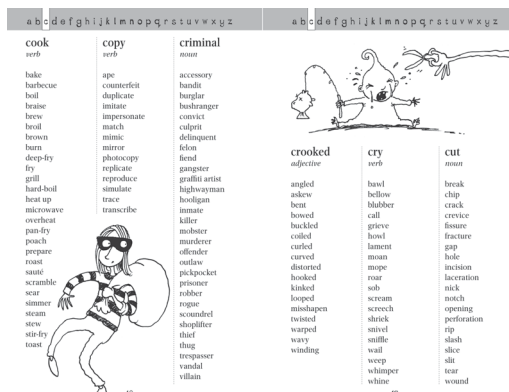 a b c d e f g h i j k l m n o p q r s t u v w x y z
cook
verb
bake
barbecue
boil
braise
brew
broil
brown
burn
deep-fry
fry
grill
hard-boil
heat up
microwave
overheat
pan-fry
poach
prepare
roast
sauté
scramble
sear
simmer
steam
stew
stir-fry
toast
copy
verb
ape
counterfeit
duplicate
imitate
impersonate
match
mimic
mirror
photocopy
replicate
reproduce
simulate
trace
transcribe
criminal
noun
accessory
bandit
burglar
bushranger
convict
culprit
delinquent
felon
fiend
gangster
graffiti artist
highwayman
hooligan
inmate
killer
mobster
murderer
offender
outlaw
pickpocket
prisoner
robber
rogue
scoundrel
shoplifter
thief
thug
trespasser
vandal
villain
a b c d e f g h i j k l m n o p q r s t u v w x y z
crooked
adjective
angled
askew
bent
bowed
buckled
coiled
curled
curved
distorted
hooked
kinked
looped
misshapen
twisted
warped
wavy
winding
cry
verb
bawl
bellow
blubber
call
grieve
howl
lament
moan
mope
roar
sob
scream
screech
shriek
snivel
sniffle
wail
weep
whimper
whine
cut
noun
break
chip
crack
crevice
fissure
fracture
gap
hole
incision
laceration
nick
notch
opening
perforation
rip
slash
slice
slit
tear
wound